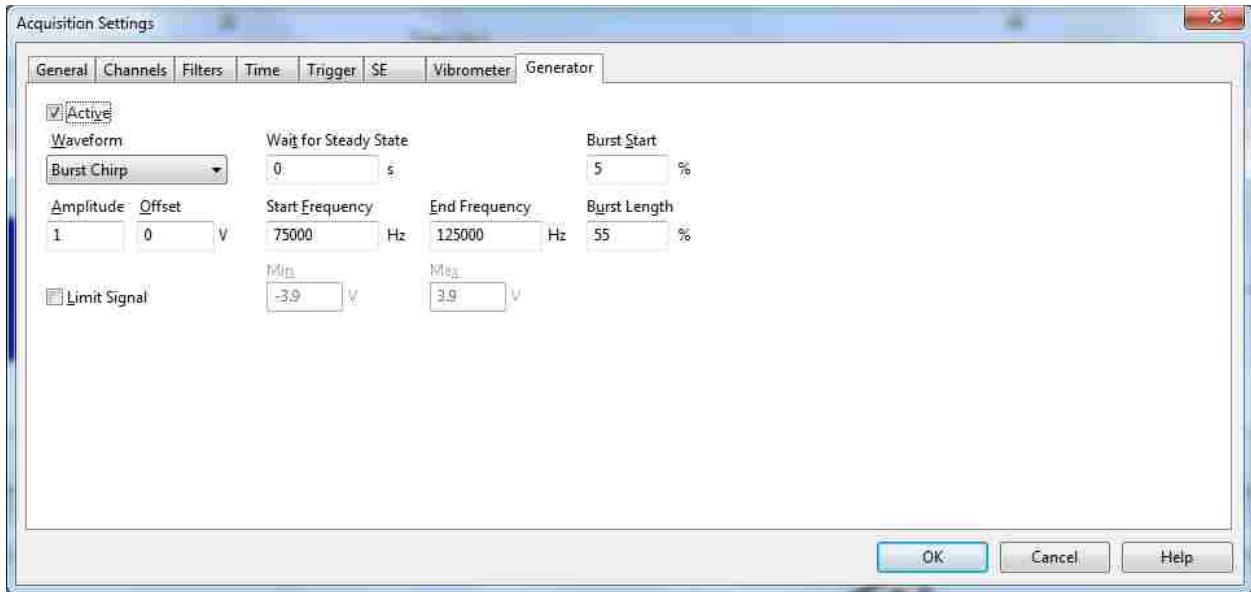 Acquisition Settings
General Channels Filters Time Trigger SE Vibrometer Generator
Active
Waveform Wait for Steady State Burst Start
Burst Chirp 0 s 5 %
Amplitude Offset Start Frequency End Frequency Burst Length
1 0 V 75000 Hz 125000 Hz 55 %
Min Max
Limit Signal -3.9 V 3.9 V
OK Cancel Help